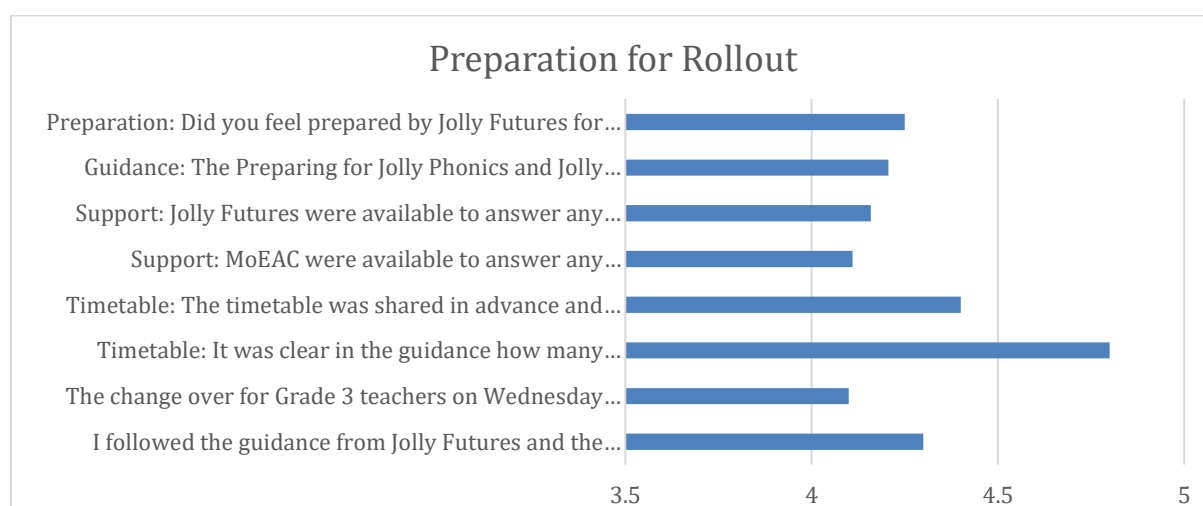 Preparation for Rollout
Preparation: Did you feel prepared by Jolly Futures for...
Guidance: The Preparing for Jolly Phonics and Jolly...
Support: Jolly Futures were available to answer any...
Support: MoEAC were available to answer any...
Timetable: The timetable was shared in advance and...
Timetable: It was clear in the guidance how many...
The change over for Grade 3 teachers on Wednesday...
I followed the guidance from Jolly Futures and the...
3.5 4 4.5 5